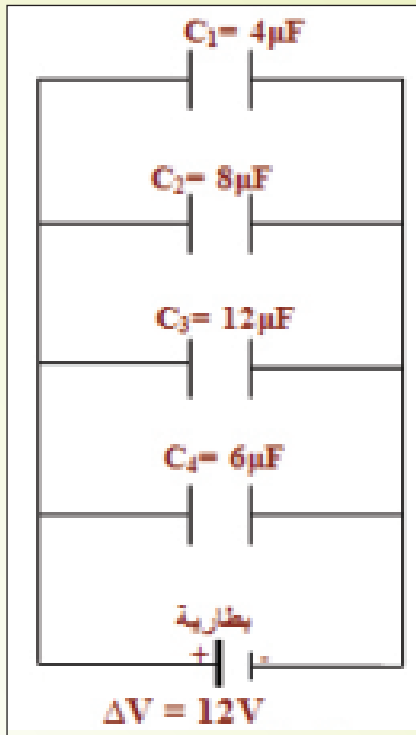 C₁= 4µF
C₂= 8µF
C₃= 12µF
C₄= 6µF
بطارية
+ -
ΔV = 12V